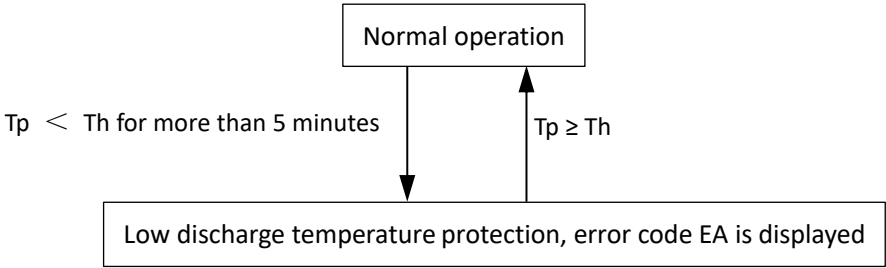 Normal operation
Tp ＜ Th for more than 5 minutes
Tp ≥ Th
Low discharge temperature protection, error code EA is displayed